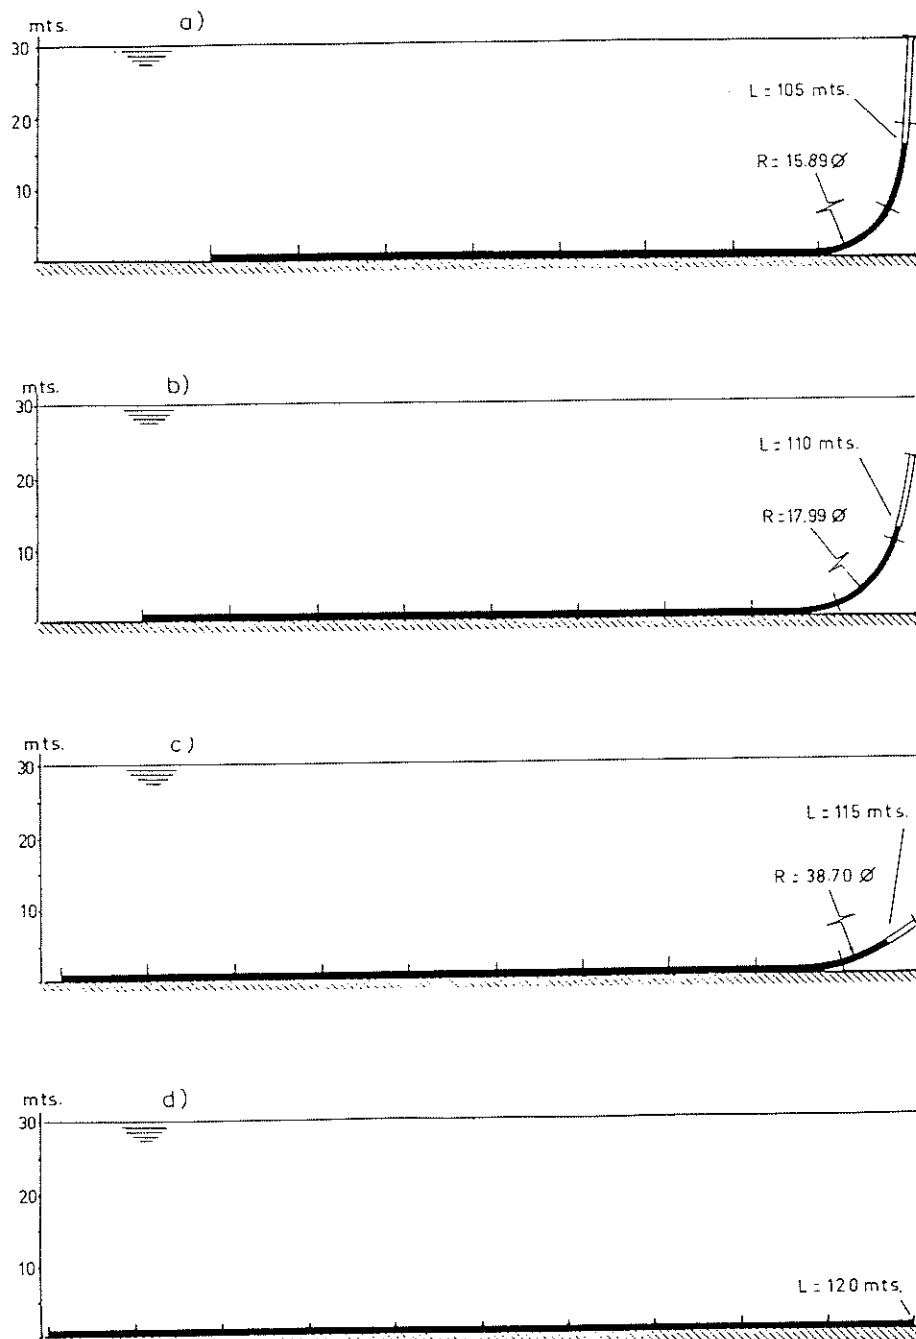 mts.
a)
30
20
10
L = 105 mts.
R = 15.89 Ø
mts.
b)
30
20
10
L = 110 mts.
R = 17.99 Ø
mts.
c)
30
20
10
L = 115 mts.
R = 38.70 Ø
mts.
d)
30
20
10
L = 120 mts.